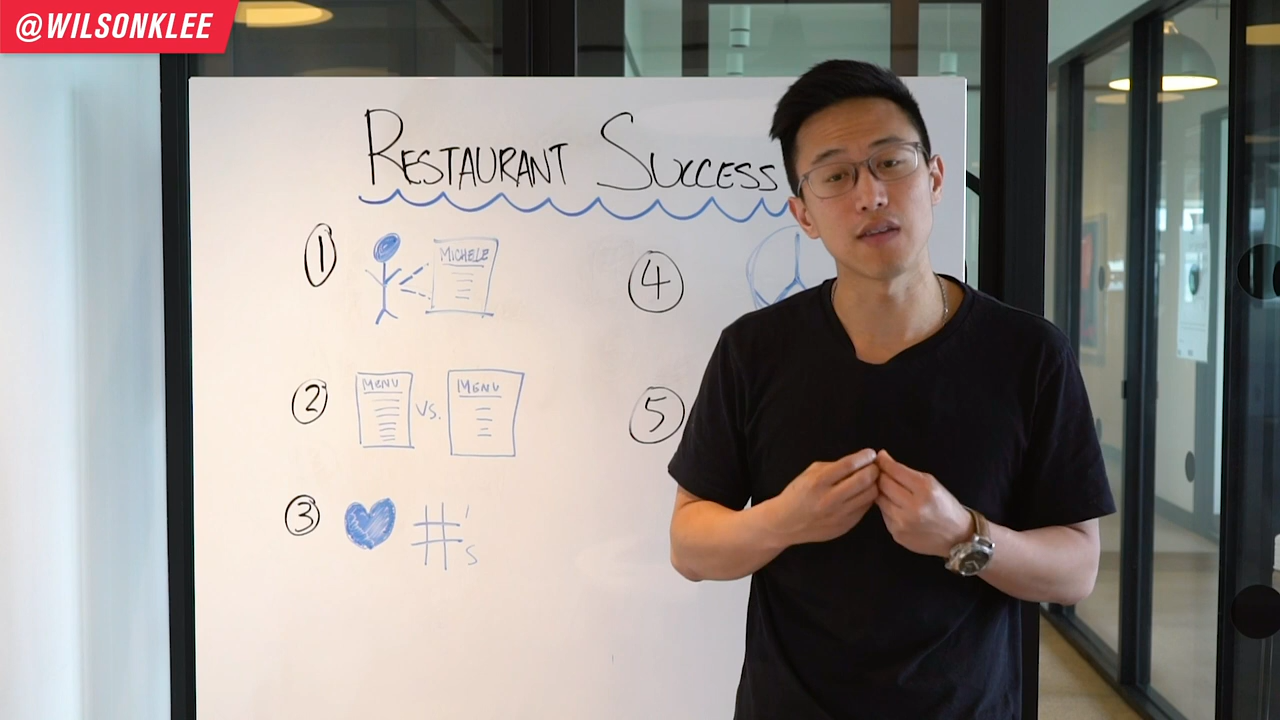 @WILSONKLEE
RESTAURANT SUCCESS
1
MICHELE
2
MENU
VS.
MENU
3
#'s
4
5